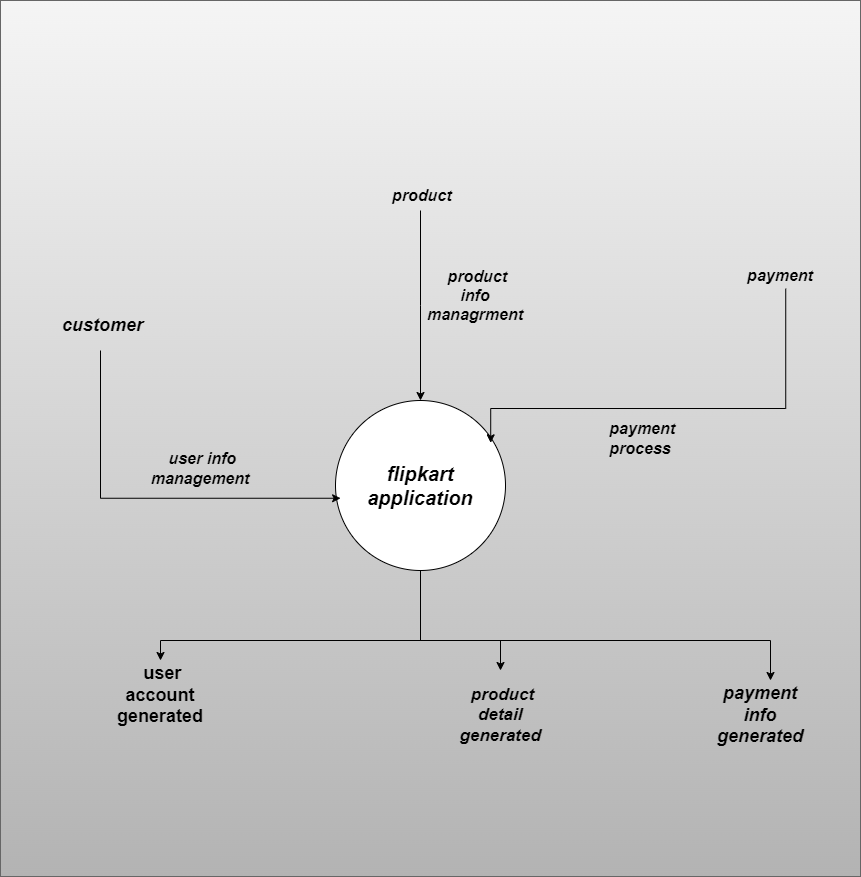 product
product
info
managrment
payment
customer
payment
process
user info
management
flipkart
application
user
account
generated
product
detail
generated
payment
info
generated